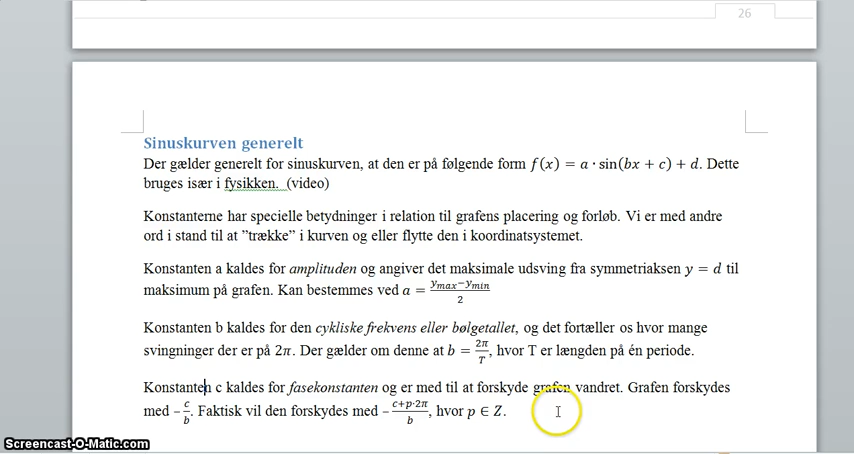 26
Sinuskurven generelt
Der gælder generelt for sinuskurven, at den er på følgende form f(x) = a · sin(bx + c) + d. Dette
bruges især i fysikken. (video)
Konstanterne har specielle betydninger i relation til grafens placering og forløb. Vi er med andre
ord i stand til at ”trække” i kurven og eller flytte den i koordinatsystemet.
Konstanten a kaldes for amplituden og angiver det maksimale udsving fra symmetriaksen y = d til
maksimum på grafen. Kan bestemmes ved a = (y_max−y_min)/2
Konstanten b kaldes for den cykliske frekvens eller bølgetallet, og det fortæller os hvor mange
svingninger der er på 2π. Der gælder om denne at b = 2π/T, hvor T er længden på én periode.
Konstanten c kaldes for fasekonstanten og er med til at forskyde grafen vandret. Grafen forskydes
med −c/b. Faktisk vil den forskydes med −(c+p·2π)/b, hvor p ∈ Z.
Screencast-O-Matic.com